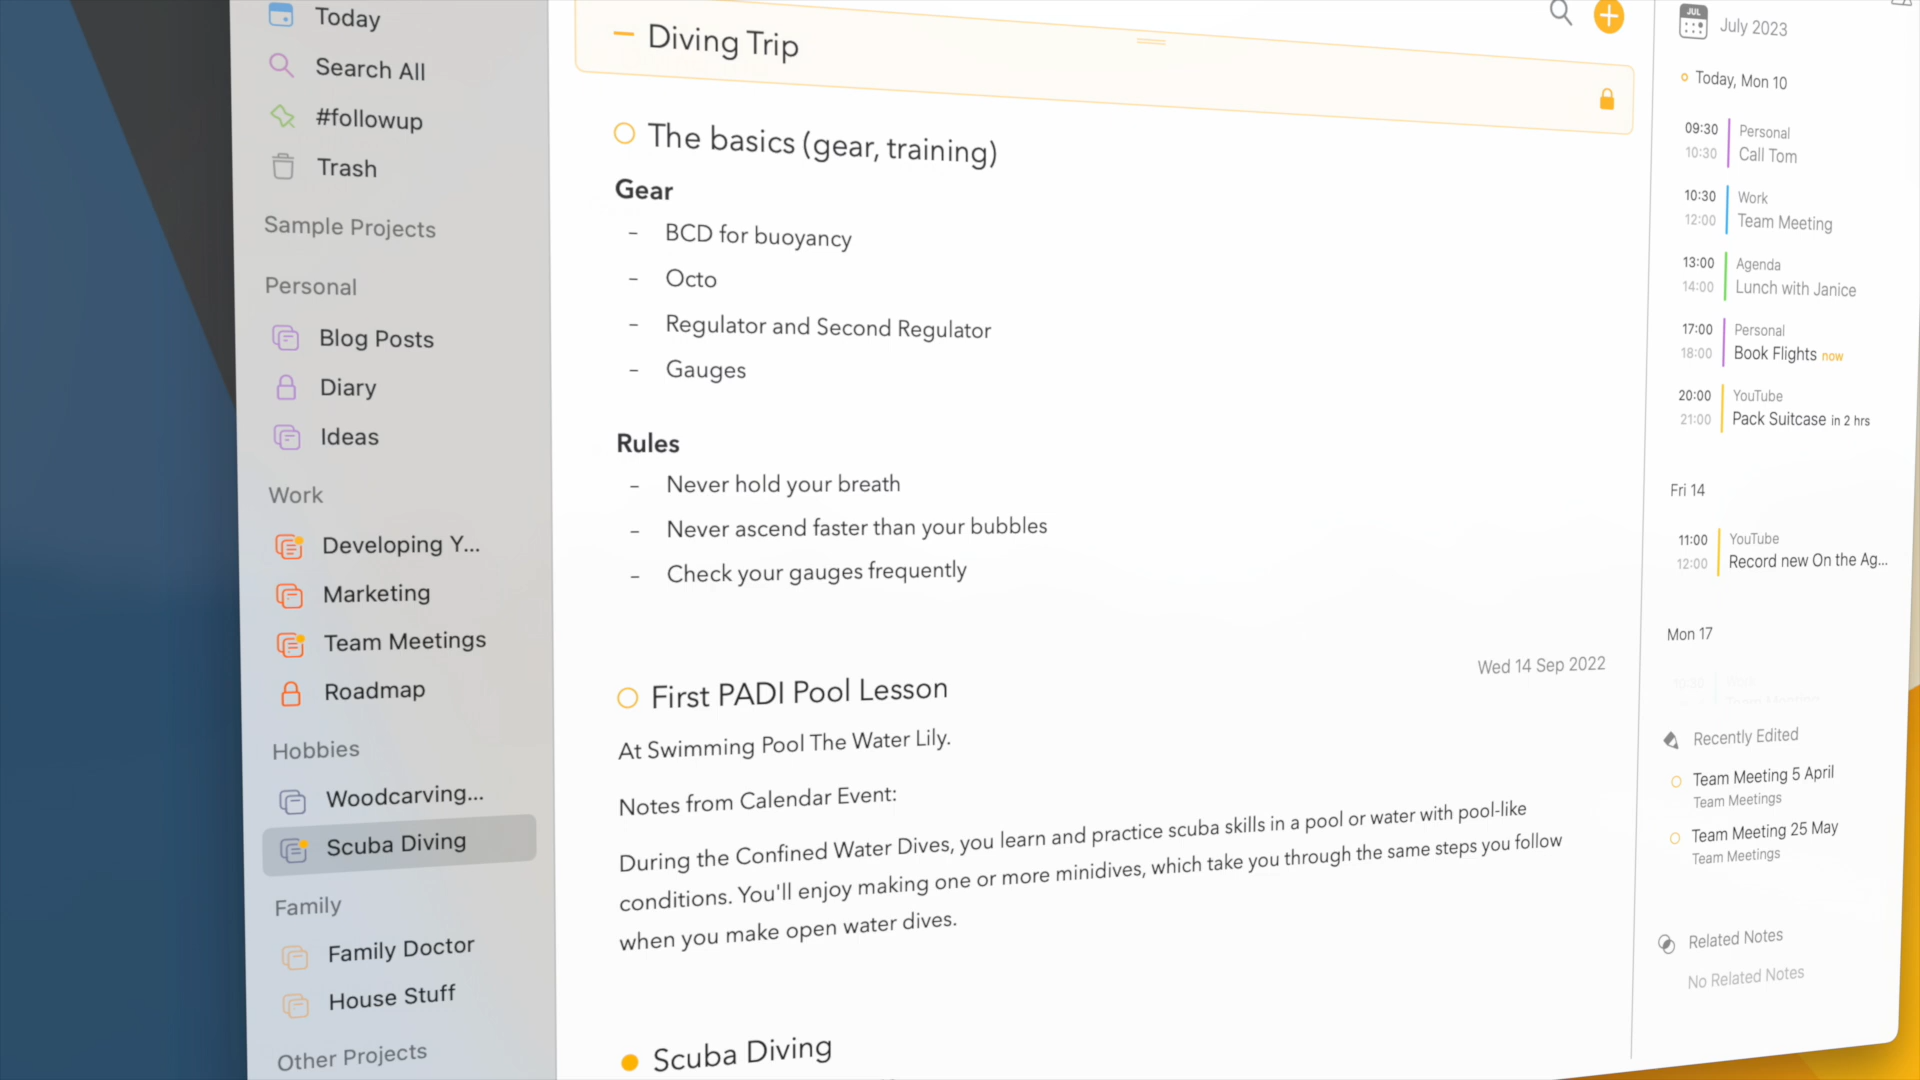 Today
Search All
#followup
Trash
Sample Projects
Personal
Blog Posts
Diary
Ideas
Work
Developing Y...
Marketing
Team Meetings
Roadmap
Hobbies
Woodcarving...
Scuba Diving
Family
Family Doctor
House Stuff
Other Projects
Diving Trip
The basics (gear, training)
Gear
- BCD for buoyancy
- Octo
- Regulator and Second Regulator
- Gauges
Rules
- Never hold your breath
- Never ascend faster than your bubbles
- Check your gauges frequently
Wed 14 Sep 2022
First PADI Pool Lesson
At Swimming Pool The Water Lily.
Notes from Calendar Event:
During the Confined Water Dives, you learn and practice scuba skills in a pool or water with pool-like
conditions. You'll enjoy making one or more minidives, which take you through the same steps you follow
when you make open water dives.
Scuba Diving
JUL
July 2023
Today, Mon 10
09:30 Personal
10:30 Call Tom
10:30 Work
12:00 Team Meeting
13:00 Agenda
14:00 Lunch with Janice
17:00 Personal
18:00 Book Flights now
20:00 YouTube
21:00 Pack Suitcase in 2 hrs
Fri 14
11:00 YouTube
12:00 Record new On the Ag...
Mon 17
10:30 Work
Team Meeting
Recently Edited
Team Meeting 5 April
Team Meetings
Team Meeting 25 May
Team Meetings
Related Notes
No Related Notes